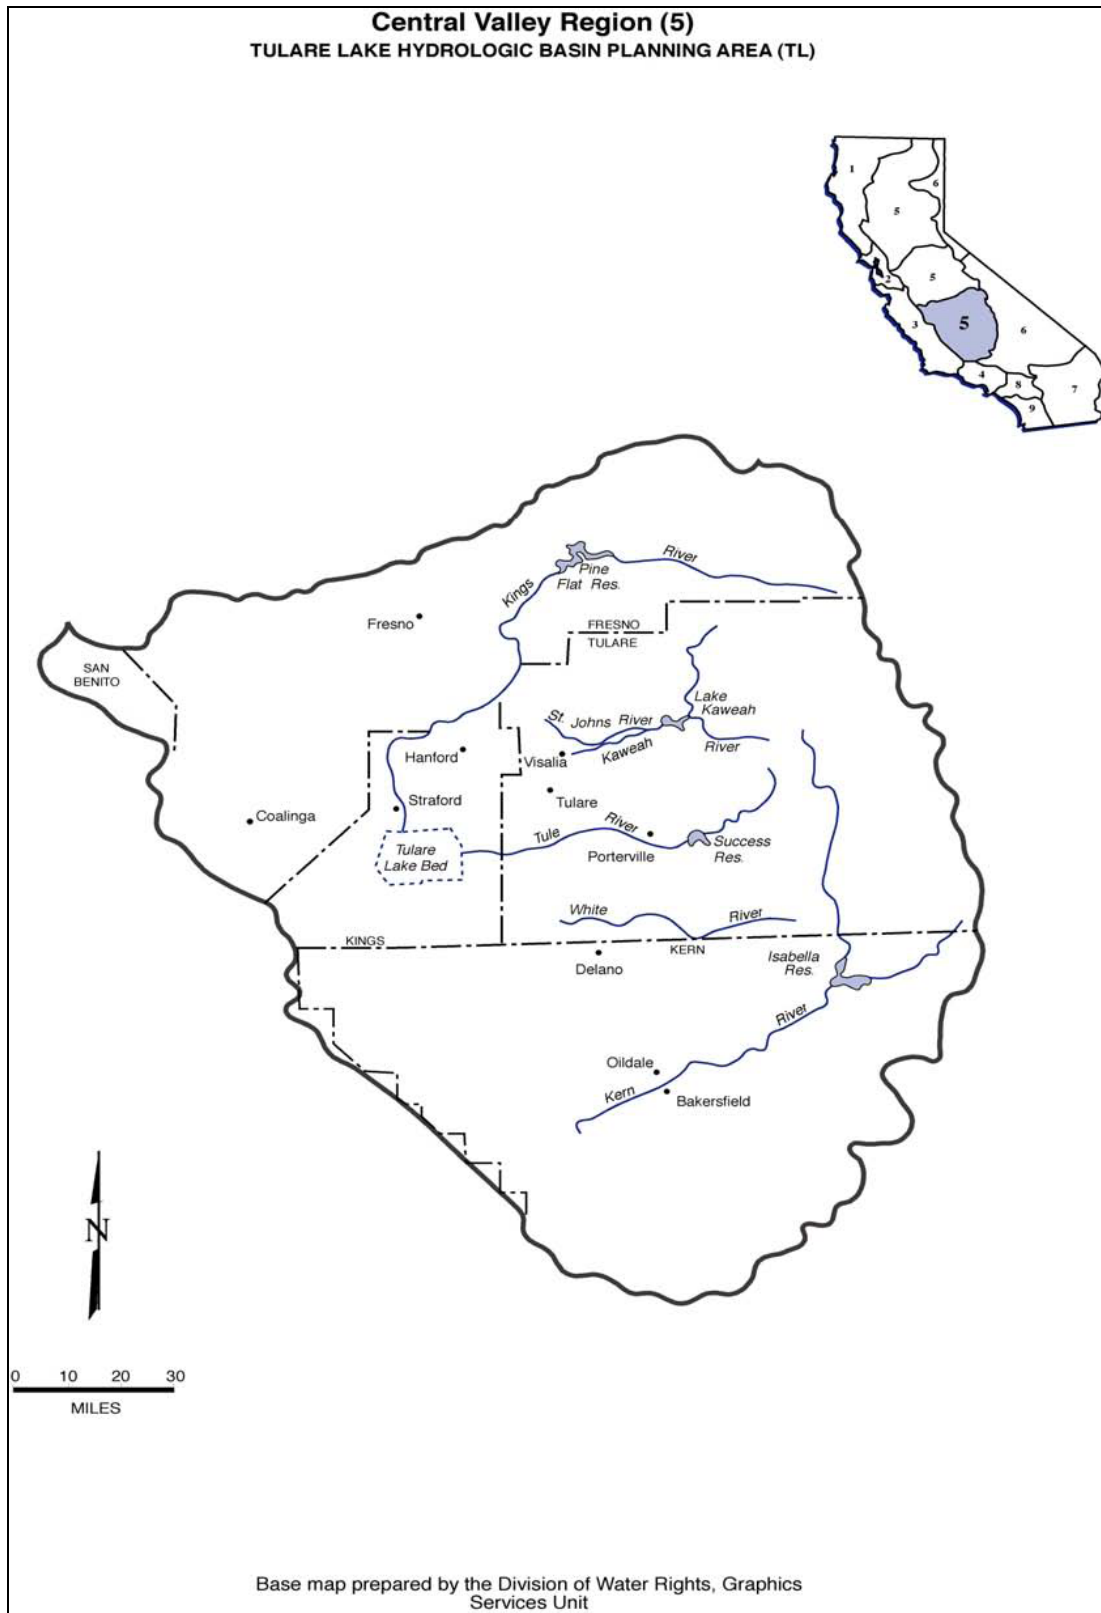 Central Valley Region (5)
TULARE LAKE HYDROLOGIC BASIN PLANNING AREA (TL)
1
6
5
2
5
3
5
6
4
8
7
9
River
Pine
Flat Res.
Kings
Fresno
FRESNO
TULARE
SAN
BENITO
Lake
Kaweah
St. Johns River
Kaweah
River
Hanford
Visalia
Straford
Tulare
Coalinga
Tulare
Lake Bed
Tule
River
Porterville
Success
Res.
White
River
KINGS
KERN
Isabella
Res.
Delano
River
Oildale
Kern
Bakersfield
N
0 10 20 30
MILES
Base map prepared by the Division of Water Rights, Graphics
Services Unit